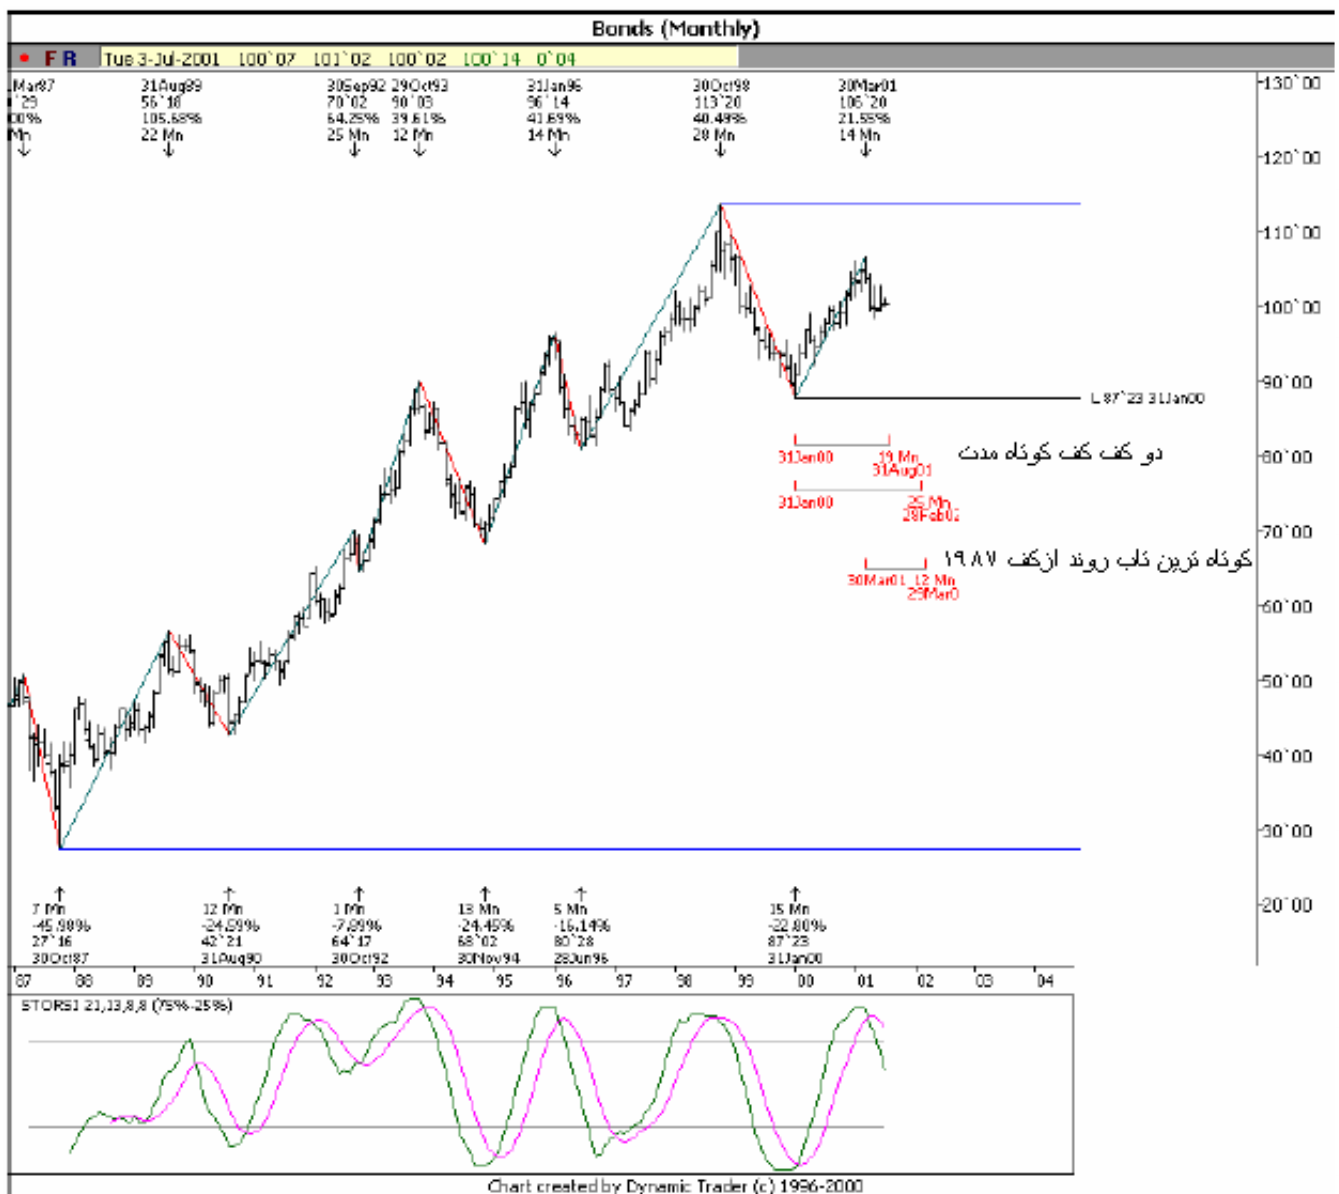 Bonds (Monthly)
F R Tue 3-Jul-2001 100`07 101`02 100`02 100`14 0`04
Mar87 31Aug89 30Sep92 29Oct93 31Jan96 30Oct98 30Mar01
`29 56`18 70`02 90`03 96`14 113`20 106`20
00% 105.68% 64.25% 39.61% 41.69% 40.49% 21.55%
Mn 22 Mn 25 Mn 12 Mn 14 Mn 28 Mn 14 Mn
130`00
120`00
110`00
100`00
90`00
L 87`23 31Jan00
80`00
31Jan00 19 Mn
31Aug01
دو کف کف کوتاه مدت
31Jan00 25 Mn
28Feb02
70`00
کوتاه ترین تاب روند از کف ۱۹۸۷
30Mar01 12 Mn
29Mar0
60`00
50`00
40`00
30`00
20`00
7 Mn 12 Mn 1 Mn 13 Mn 5 Mn 15 Mn
-45.98% -24.59% -7.89% -24.45% -16.14% -22.80%
27`16 42`21 64`17 68`02 80`28 87`23
30Oct87 31Aug90 30Oct92 30Nov94 28Jun96 31Jan00
87 88 89 90 91 92 93 94 95 96 97 98 99 00 01 02 03 04
STORSI 21,13,8,8 (75%-25%)
Chart created by Dynamic Trader (c) 1996-2000